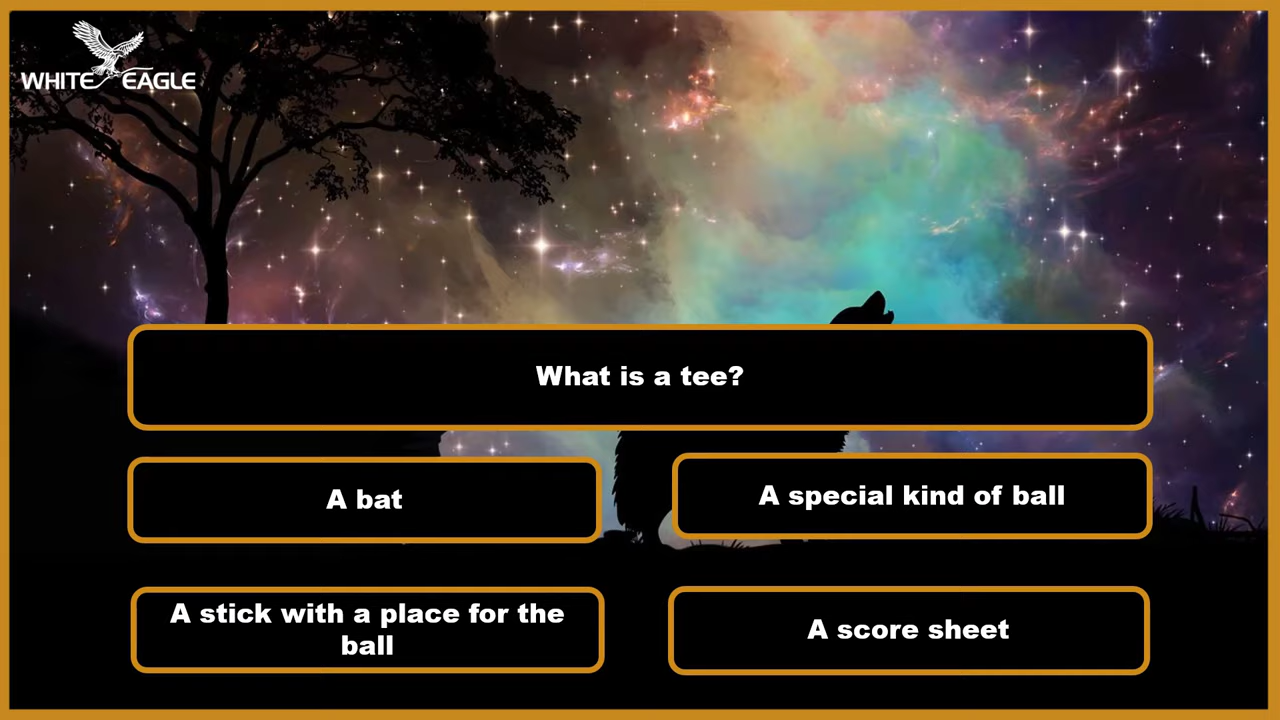 WHITE EAGLE
What is a tee?
A bat
A special kind of ball
A stick with a place for the
ball
A score sheet